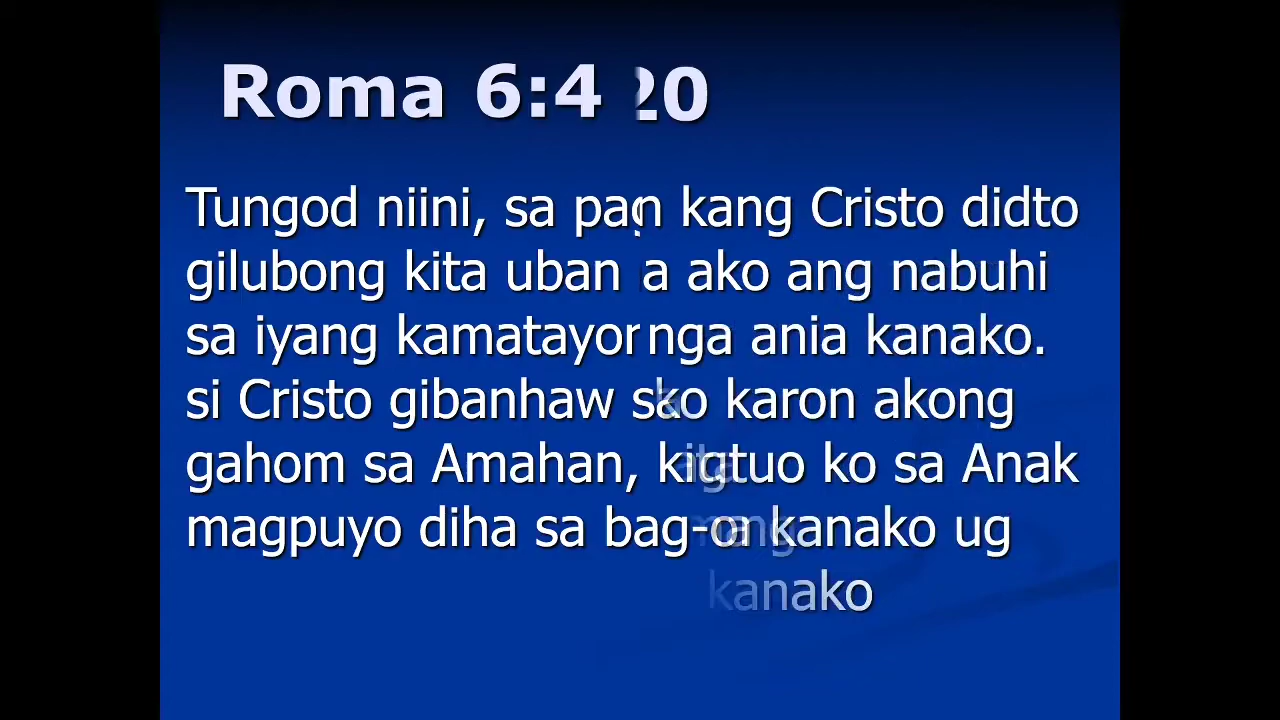 Roma 6:4 20
Tungod niini, sa kang Cristo didto
gilubong kita uban ako ang nabuhi
sa iyang nga ania kanako.
si Cristo gibanhaw karon akong
gahom sa Amahan, ko sa Anak
magpuyo diha sa kanako ug
kanako